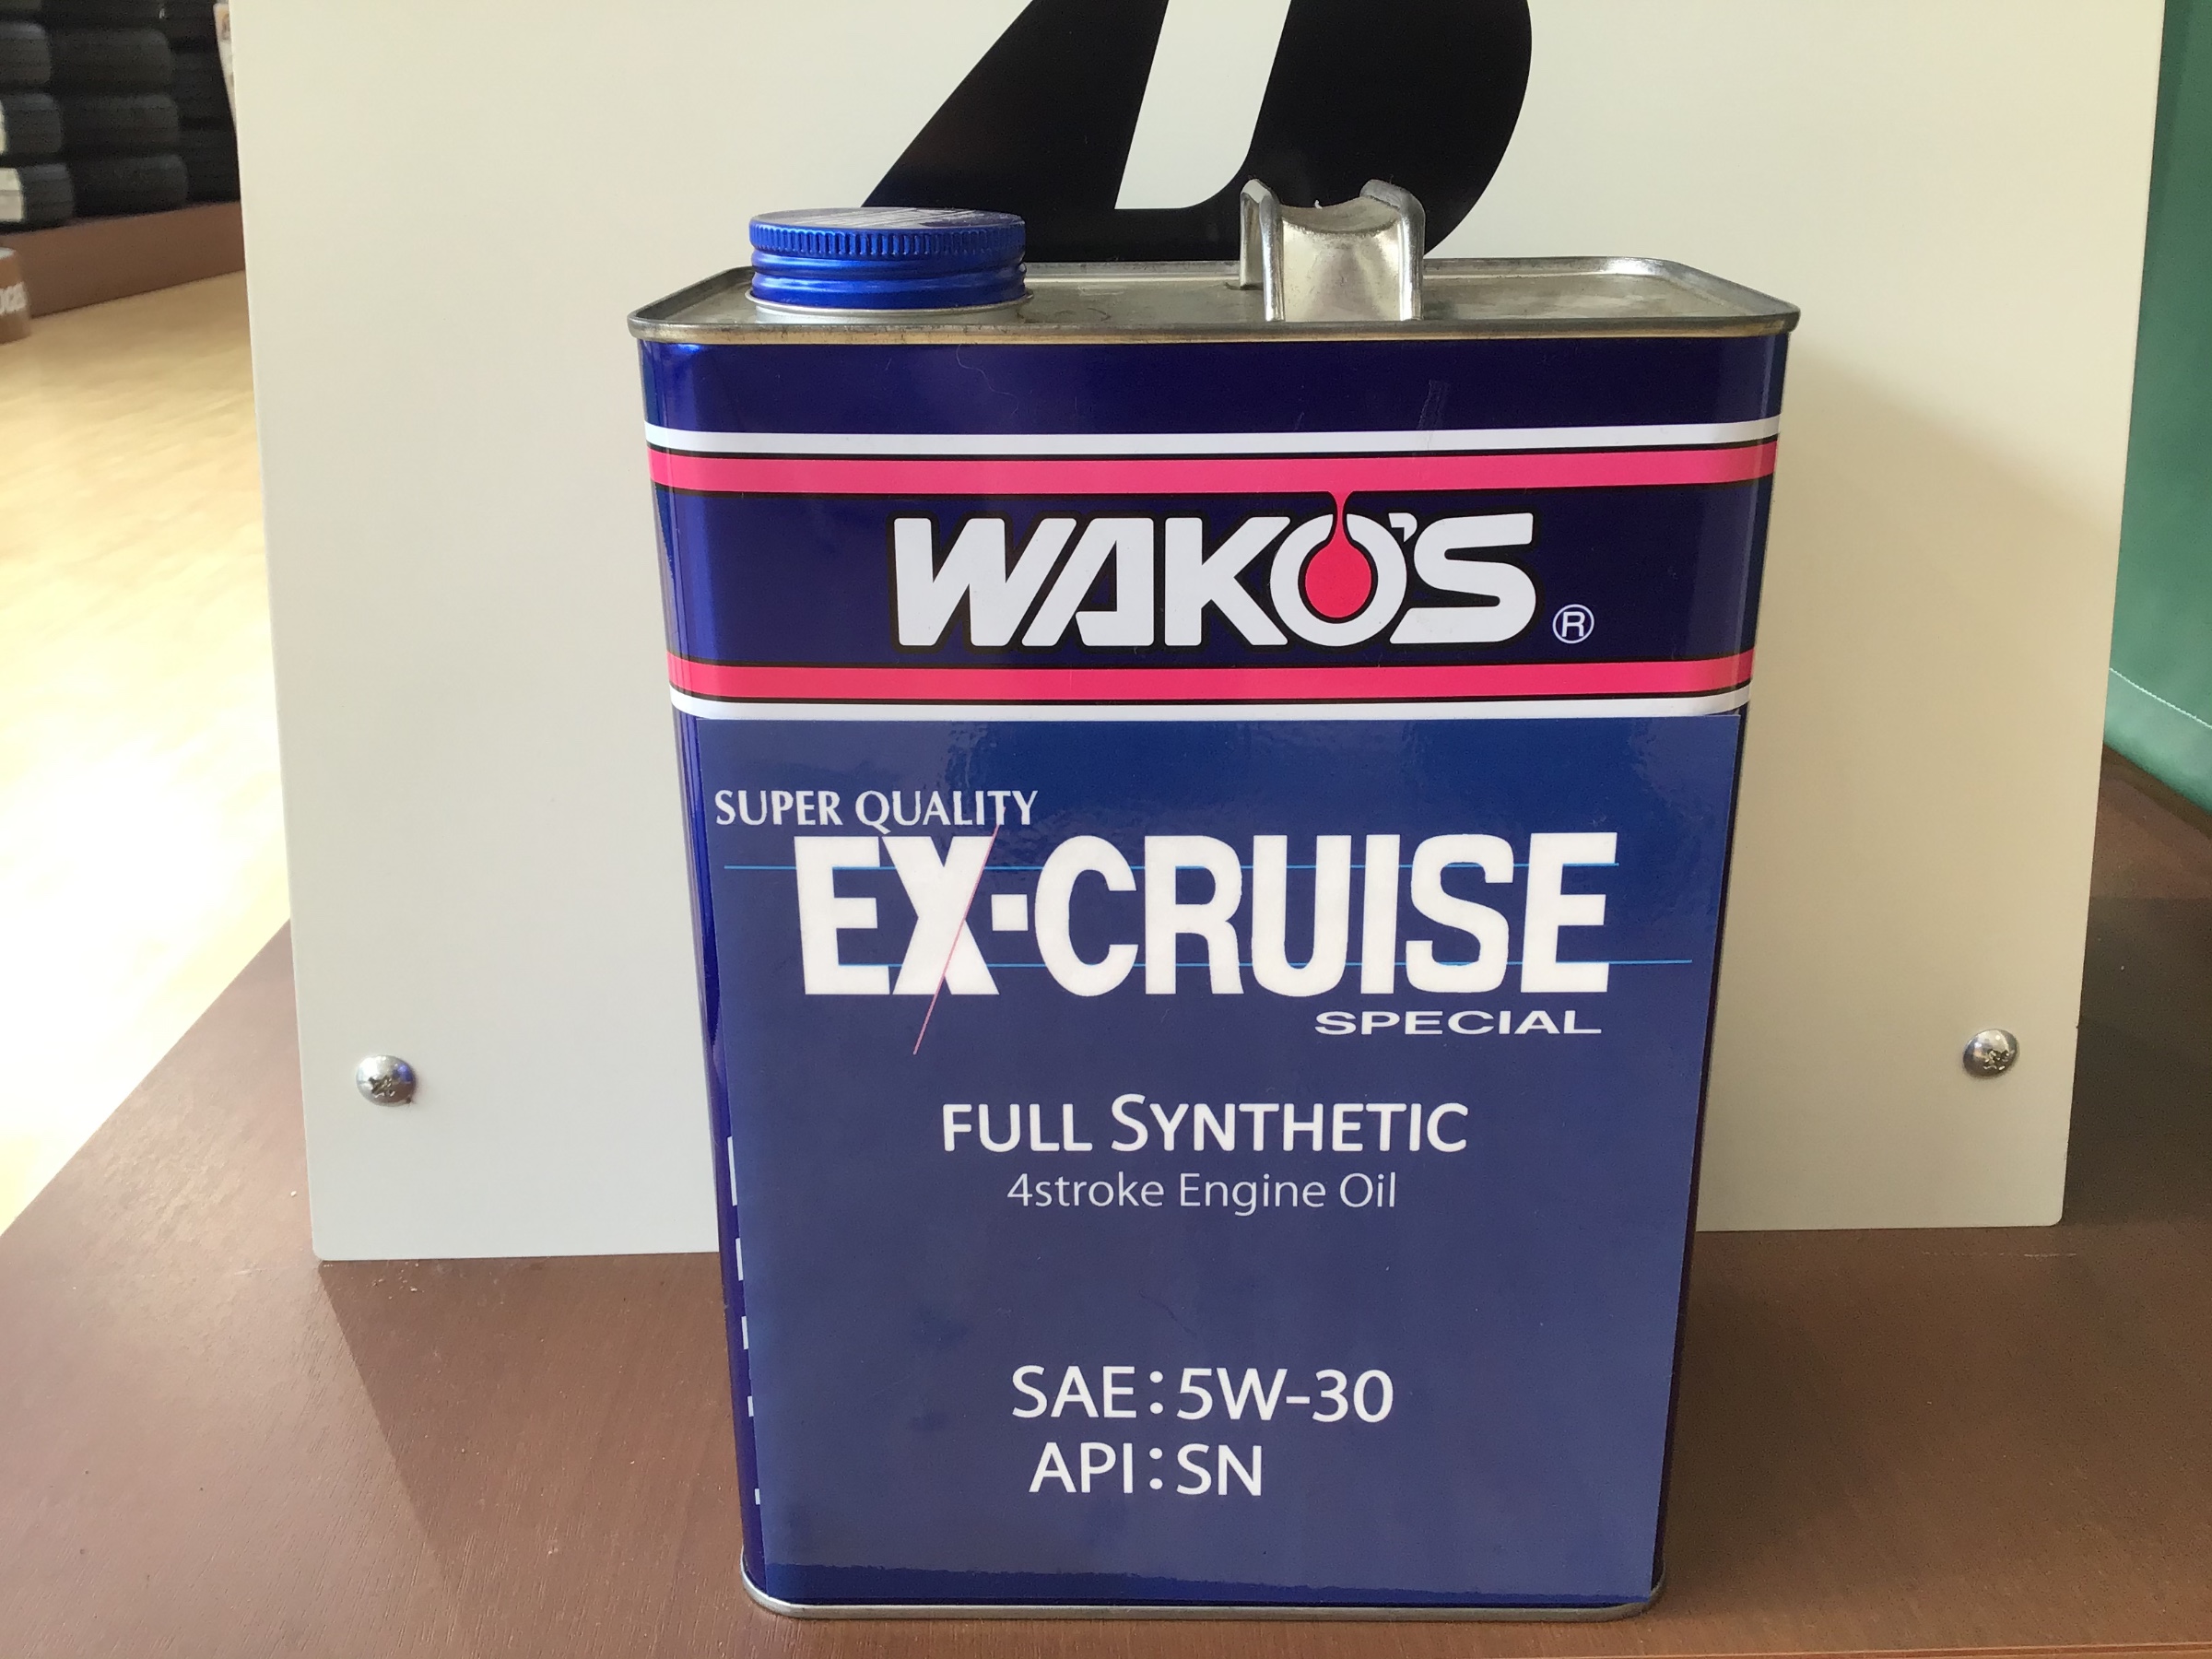 WAKO'S ®
SUPER QUALITY
EX·CRUISE
SPECIAL
FULL SYNTHETIC
4stroke Engine Oil
SAE:5W-30
API:SN